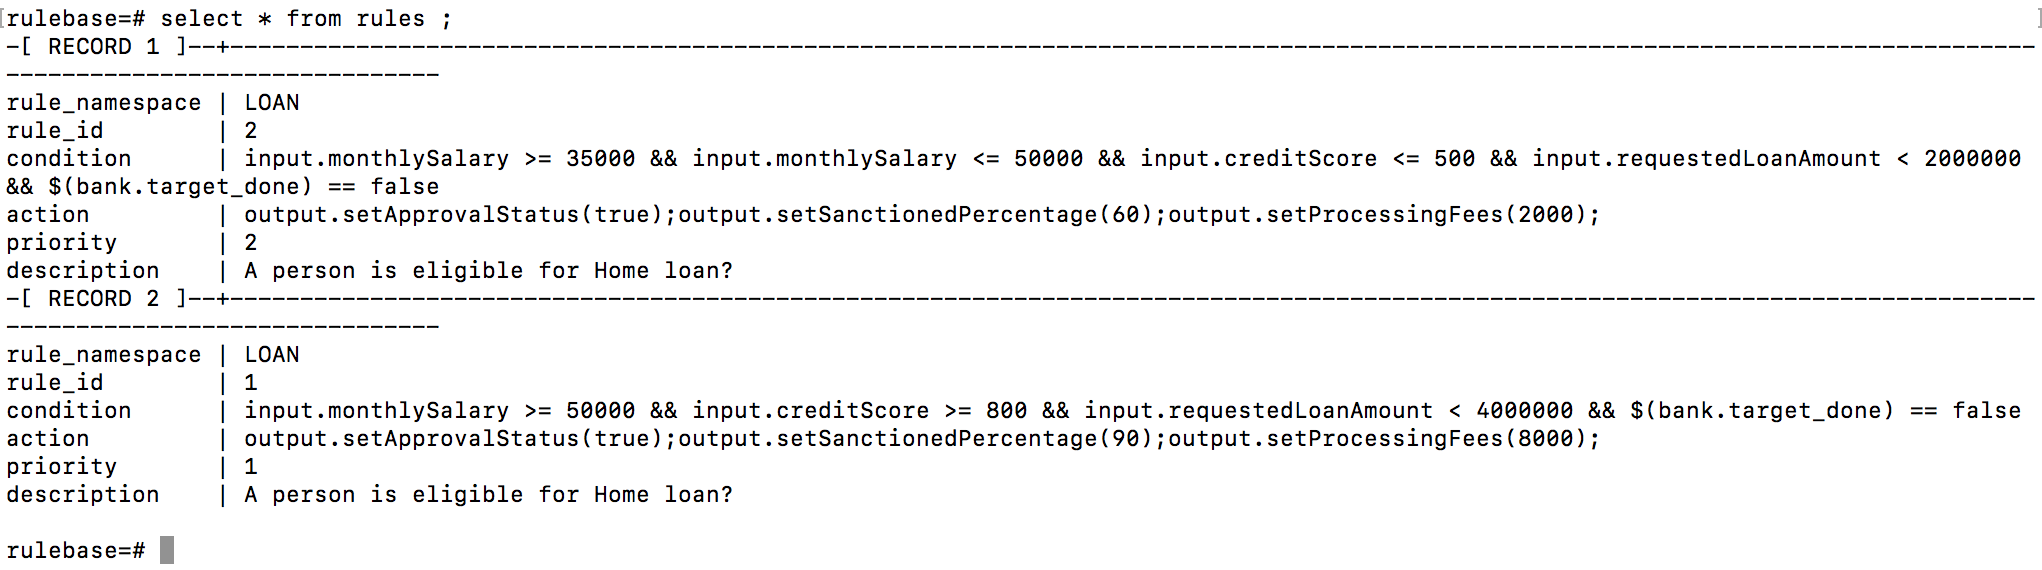 [rulebase=# select * from rules ; ]
-[ RECORD 1 ]--+---------------------------------------------------------------------------------------------------------------------------------
-------------------------------
rule_namespace | LOAN
rule_id        | 2
condition      | input.monthlySalary >= 35000 && input.monthlySalary <= 50000 && input.creditScore <= 500 && input.requestedLoanAmount < 2000000
&& $(bank.target_done) == false
action         | output.setApprovalStatus(true);output.setSanctionedPercentage(60);output.setProcessingFees(2000);
priority       | 2
description    | A person is eligible for Home loan?
-[ RECORD 2 ]--+---------------------------------------------------------------------------------------------------------------------------------
-------------------------------
rule_namespace | LOAN
rule_id        | 1
condition      | input.monthlySalary >= 50000 && input.creditScore >= 800 && input.requestedLoanAmount < 4000000 && $(bank.target_done) == false
action         | output.setApprovalStatus(true);output.setSanctionedPercentage(90);output.setProcessingFees(8000);
priority       | 1
description    | A person is eligible for Home loan?
rulebase=#